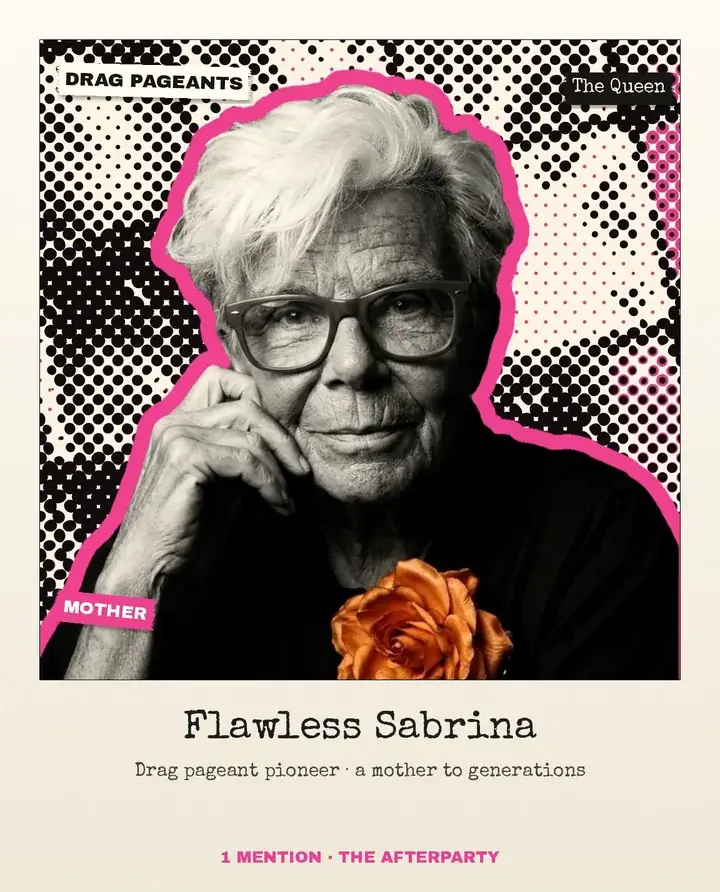 DRAG PAGEANTS
The Queen
MOTHER
Flawless Sabrina
Drag pageant pioneer · a mother to generations
1 MENTION · THE AFTERPARTY